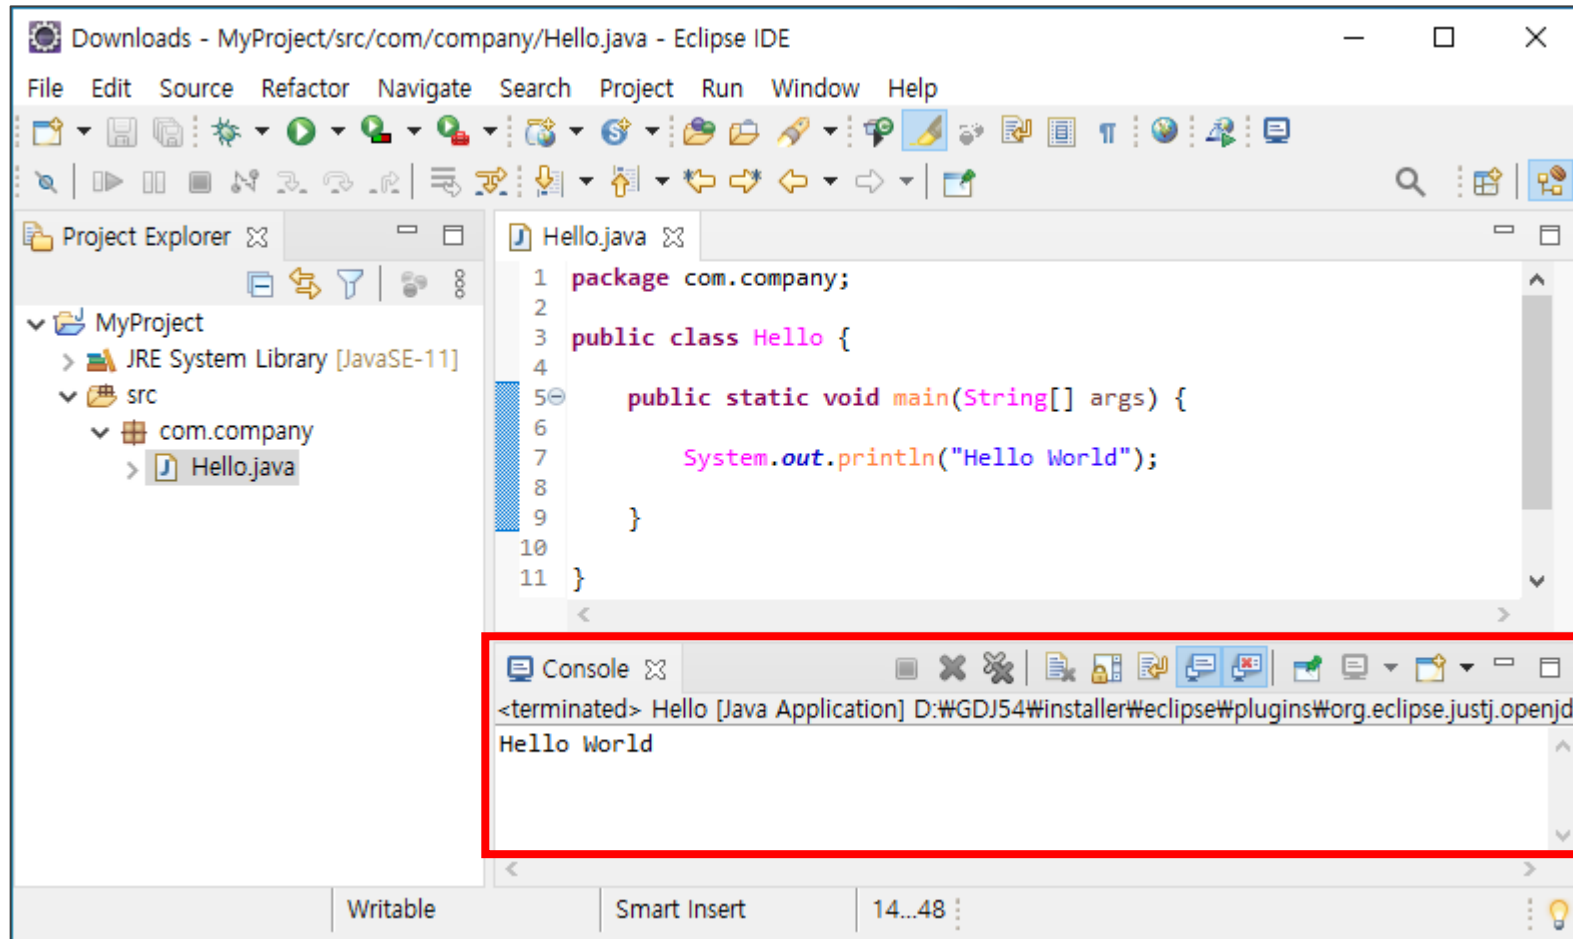 Downloads - MyProject/src/com/company/Hello.java - Eclipse IDE
File Edit Source Refactor Navigate Search Project Run Window Help
Project Explorer
MyProject
JRE System Library [JavaSE-11]
src
com.company
Hello.java
Hello.java
1 package com.company;
2
3 public class Hello {
4
5 public static void main(String[] args) {
6
7 System.out.println("Hello World");
8
9 }
10
11 }
Console
<terminated> Hello [Java Application] D:₩GDJ54₩installer₩eclipse₩plugins₩org.eclipse.justj.openjd
Hello World
Writable Smart Insert 14...48